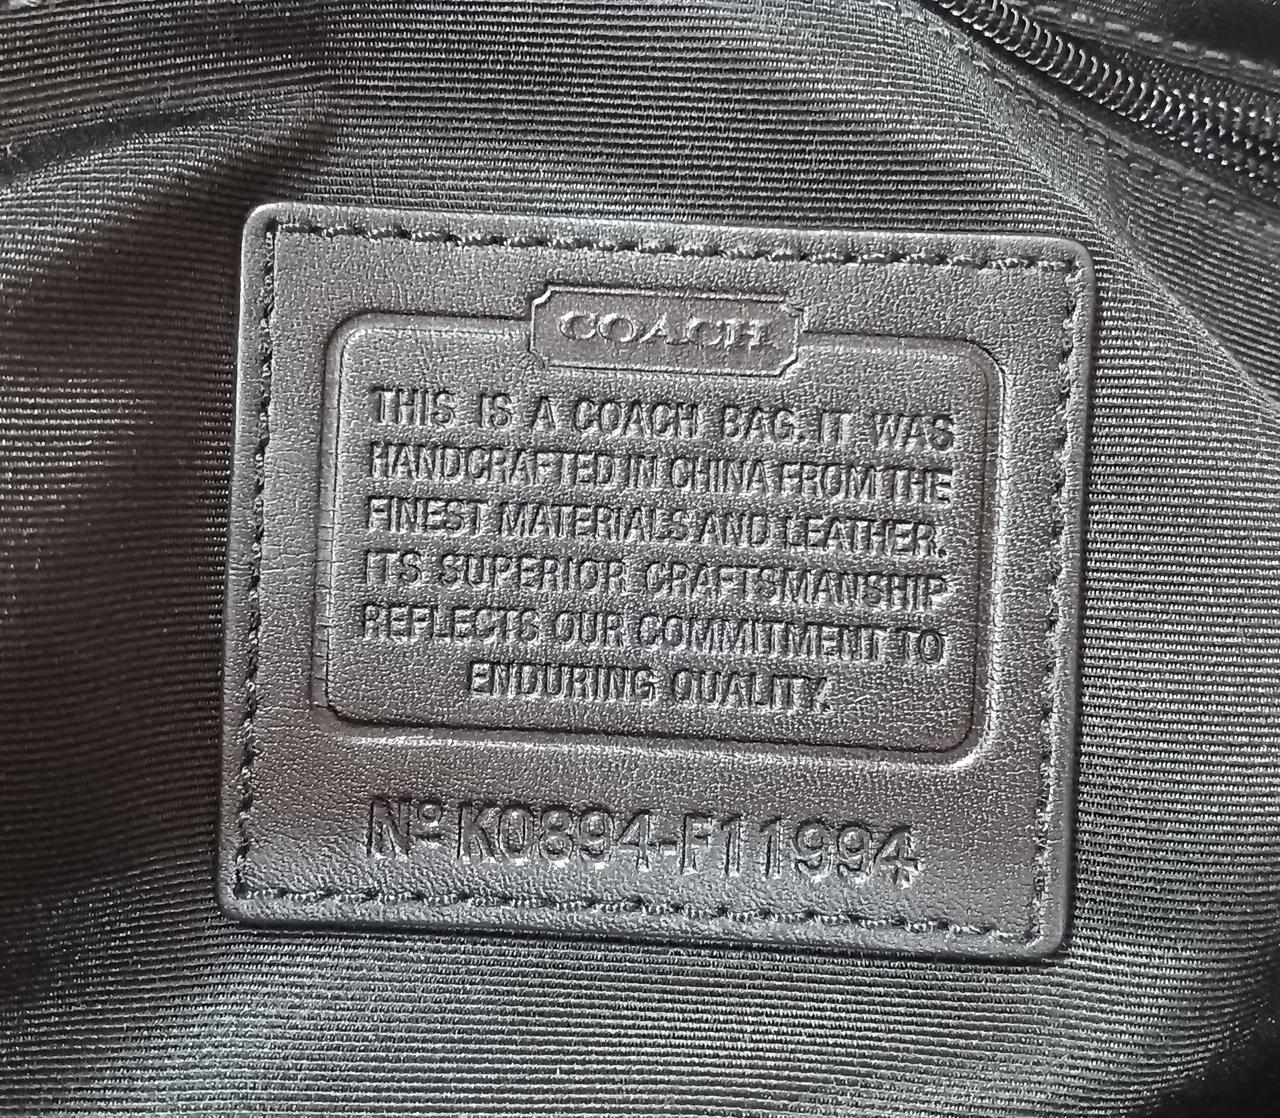 COACH
THIS IS A COACH BAG. IT WAS
HANDCRAFTED IN CHINA FROM THE
FINEST MATERIALS AND LEATHER.
ITS SUPERIOR CRAFTSMANSHIP
REFLECTS OUR COMMITMENT TO
ENDURING QUALITY.
Nº K0894-F11994